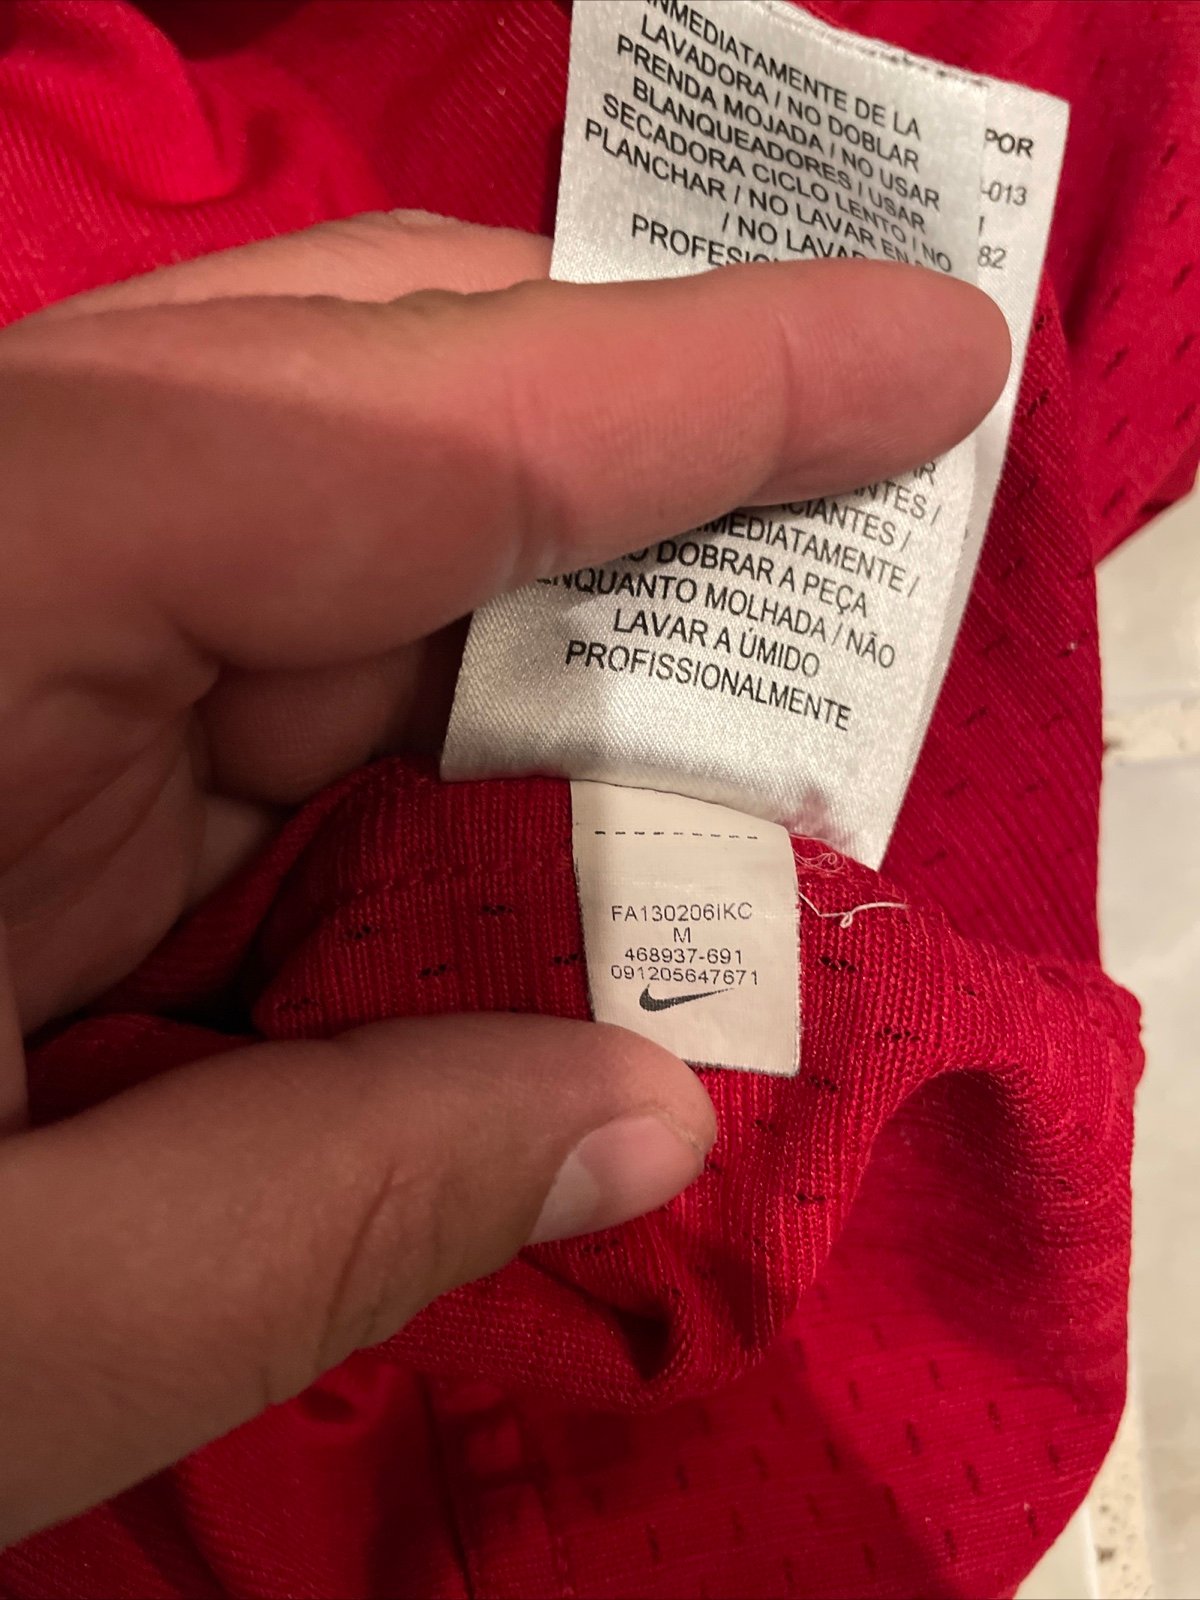 INMEDIATAMENTE DE LA
LAVADORA / NO DOBLAR
PRENDA MOJADA / NO USAR
BLANQUEADORES / USAR
SECADORA CICLO LENTO / NO
PLANCHAR / NO LAVAR EN
/ NO LAVAR
POR
-013
82
MEDIATAMENTE /
DOBRAR A PEÇA
ENQUANTO MOLHADA / NÃO
LAVAR A ÚMIDO
PROFISSIONALMENTE
FA130206IKC
M
468937-691
091205647671